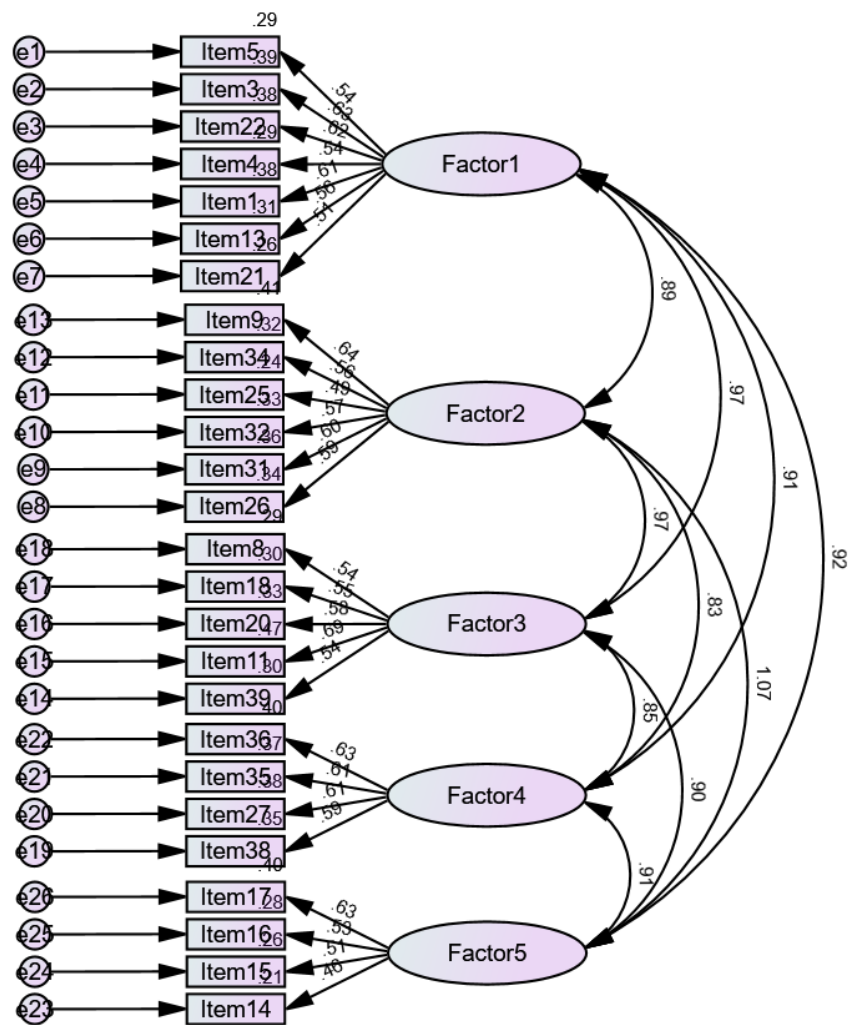 .29
e1 Item5 .39 .54
e2 Item3 .38 .63
e3 Item22 .29 .62
e4 Item4 .38 .54 Factor1
e5 Item1 .31 .61
e6 Item13 .26 .56
e7 Item21 .51
.41
.89
e13 Item9 .32 .64
e12 Item34 .24 .56
e11 Item25 .33 .49
.97
e10 Item32 .36 .57 Factor2
e9 Item31 .34 .60
e8 Item26 .59
.29
.91
.97
.92
e18 Item8 .30 .54
e17 Item18 .33 .55
.83
e16 Item20 .47 .58 Factor3
e15 Item11 .30 .69
e14 Item39 .54
.40
1.07
.85
e22 Item36 .37 .63
e21 Item35 .38 .61
.90
e20 Item27 .35 .61 Factor4
e19 Item38 .59
.40
.91
e26 Item17 .28 .63
e25 Item16 .26 .53
e24 Item15 .21 .51 Factor5
e23 Item14 .46